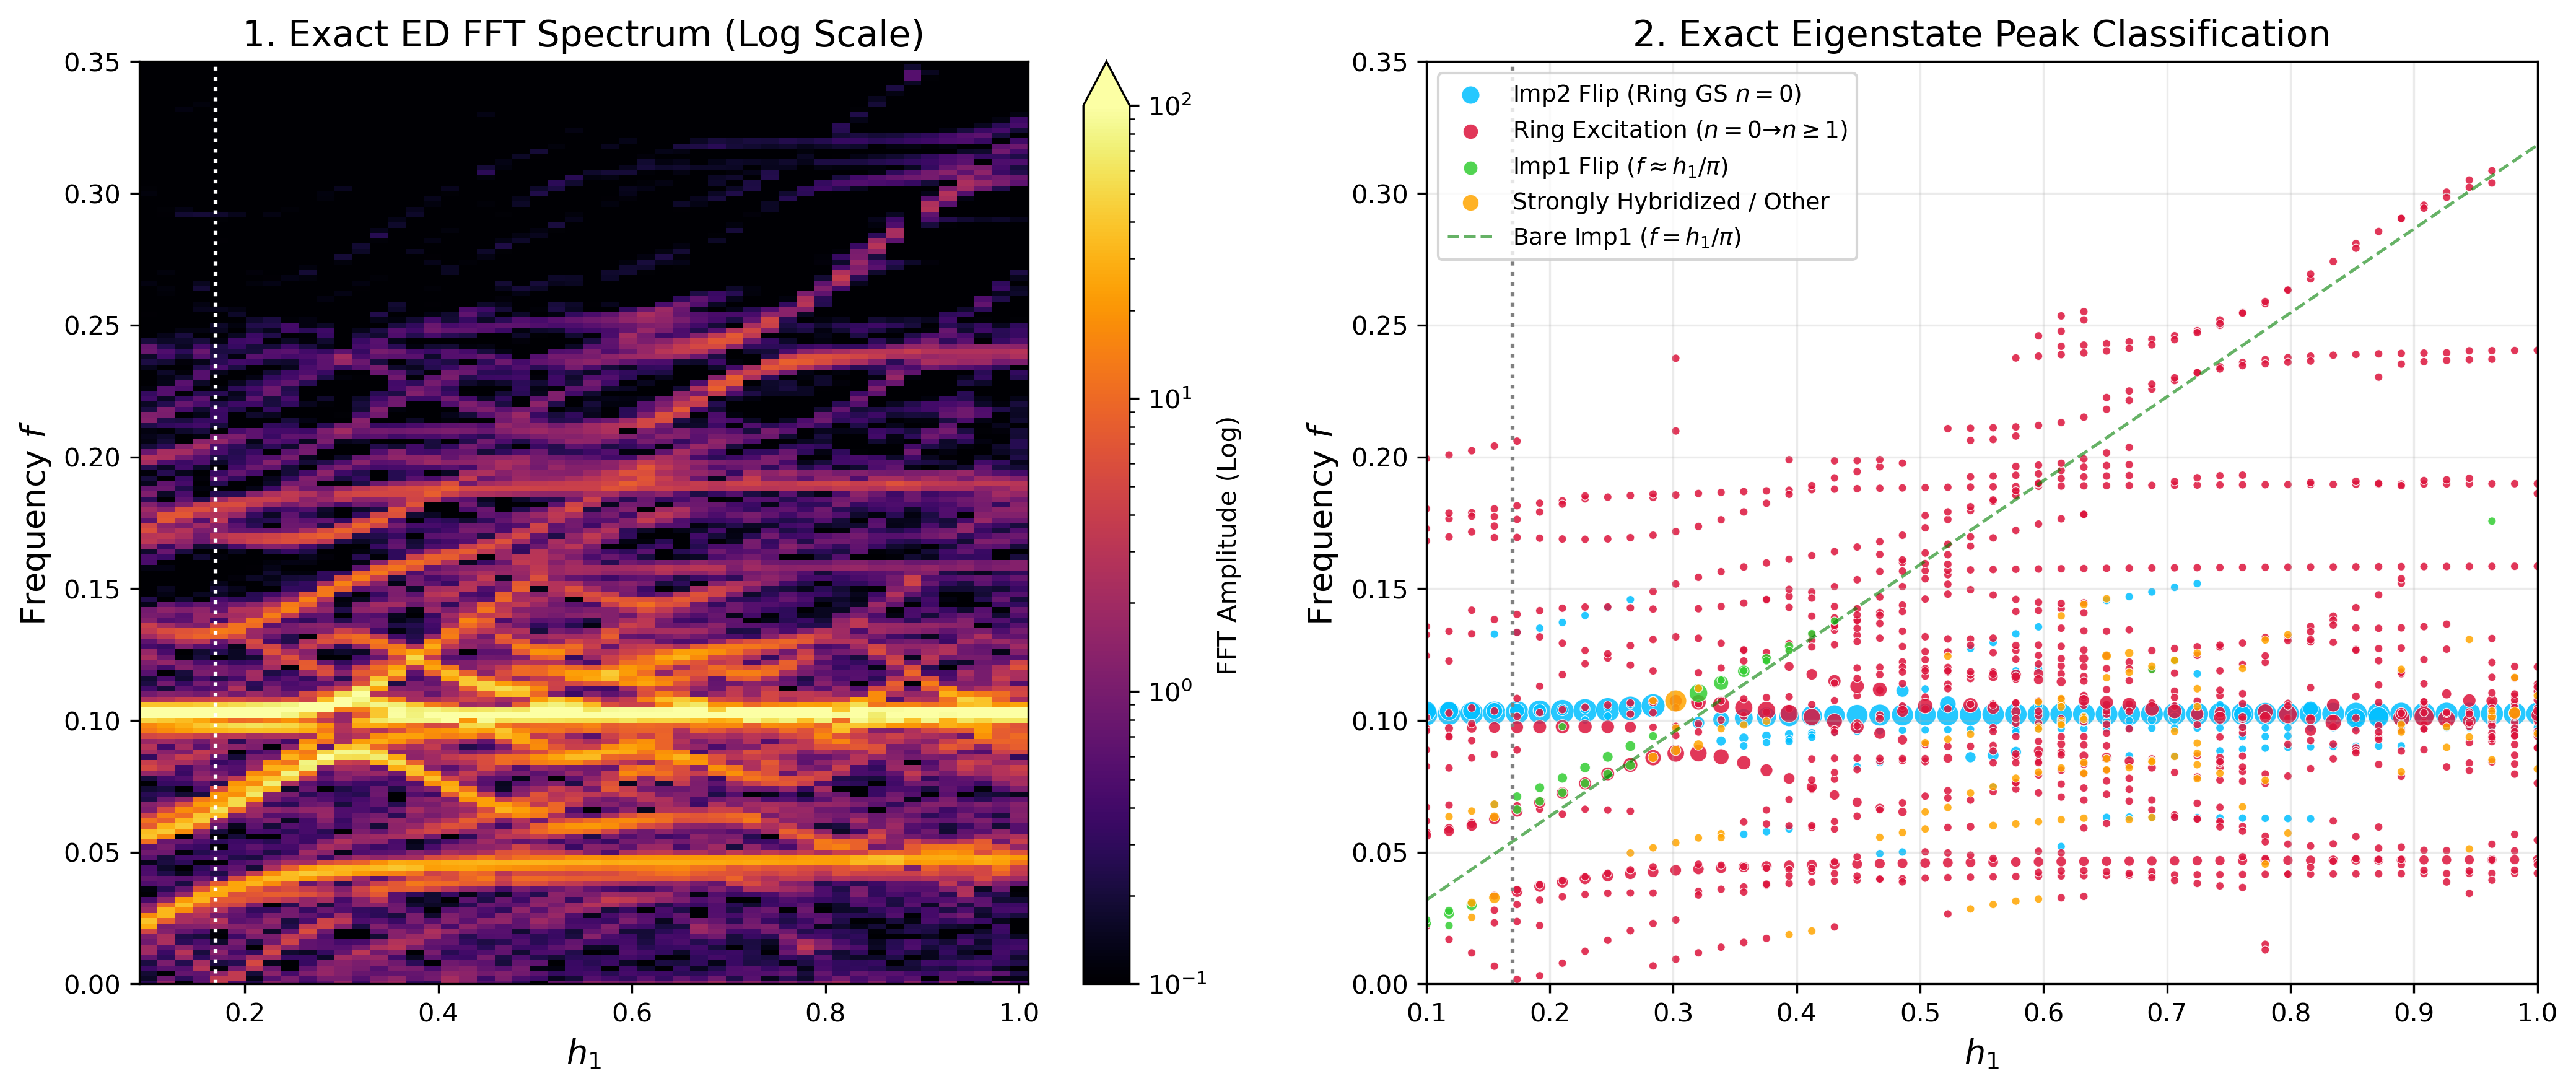 1. Exact ED FFT Spectrum (Log Scale)
0.35
0.30
0.25
0.20
0.15
0.10
0.05
0.00
Frequency f
0.2
0.4
0.6
0.8
1.0
h₁
10²
10¹
10⁰
10⁻¹
FFT Amplitude (Log)
2. Exact Eigenstate Peak Classification
Imp2 Flip (Ring GS n = 0)
Ring Excitation (n = 0→n ≥ 1)
Imp1 Flip (f ≈ h₁/π)
Strongly Hybridized / Other
Bare Imp1 (f = h₁/π)
0.35
0.30
0.25
0.20
0.15
0.10
0.05
0.00
Frequency f
0.1
0.2
0.3
0.4
0.5
0.6
0.7
0.8
0.9
1.0
h₁